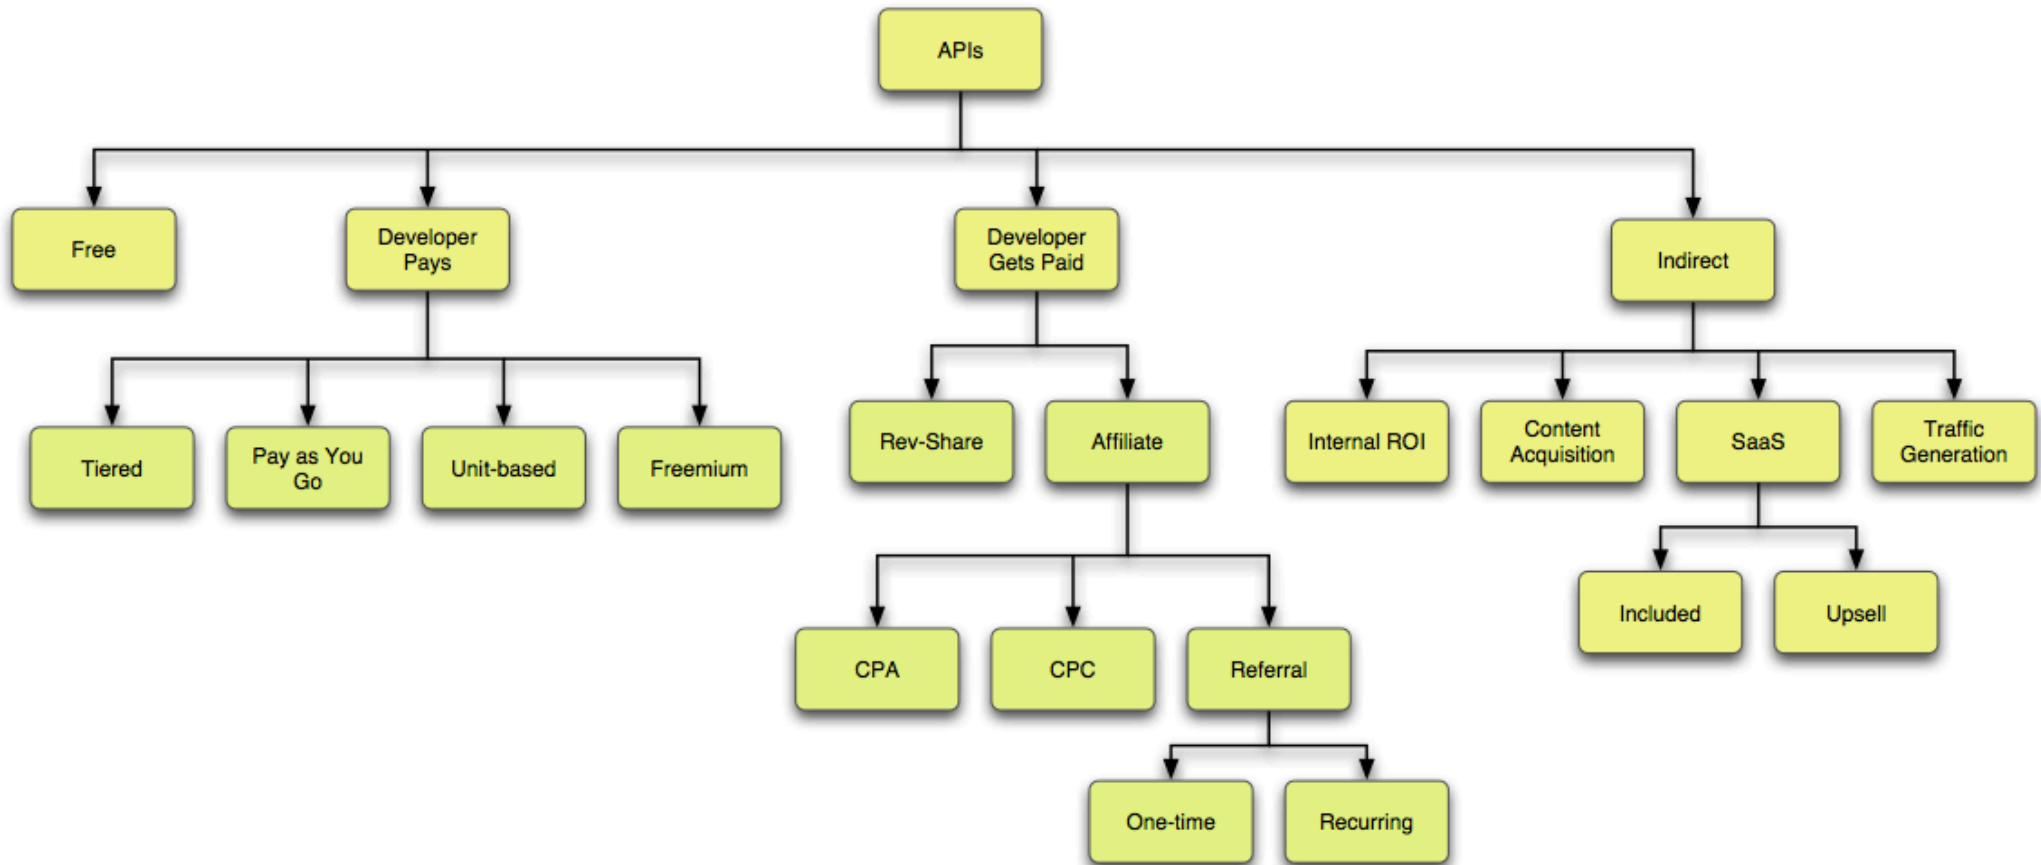 APIs
Free
Developer
Pays
Developer
Gets Paid
Indirect
Tiered
Pay as You
Go
Unit-based
Freemium
Rev-Share
Affiliate
Internal ROI
Content
Acquisition
SaaS
Traffic
Generation
CPA
CPC
Referral
Included
Upsell
One-time
Recurring